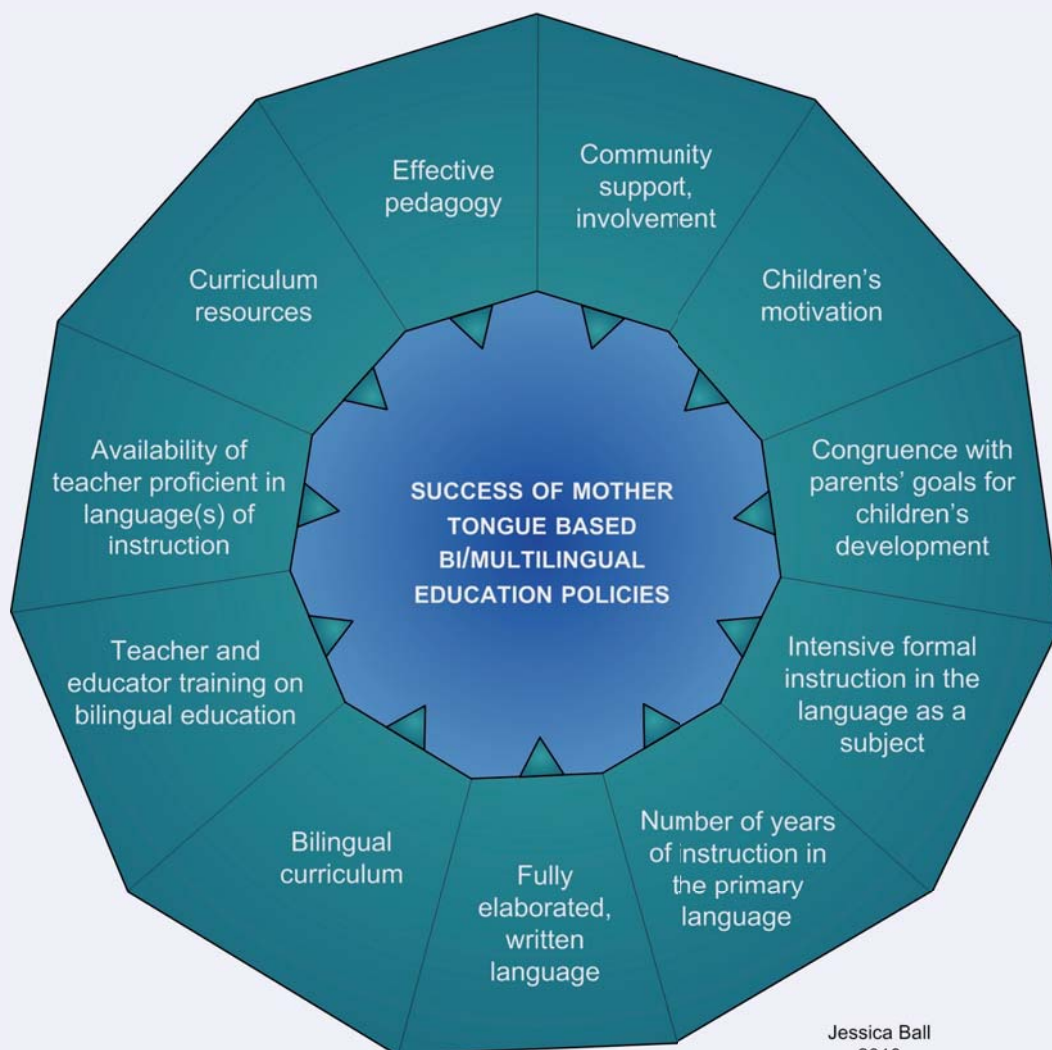 Effective
pedagogy
Community
support,
involvement
Children's
motivation
Congruence with
parents' goals for
children's
development
Intensive formal
instruction in the
language as a
subject
Number of years
of instruction in
the primary
language
Fully
elaborated,
written
language
Bilingual
curriculum
Teacher and
educator training on
bilingual education
Availability of
teacher proficient in
language(s) of
instruction
Curriculum
resources
SUCCESS OF MOTHER
TONGUE BASED
BI/MULTILINGUAL
EDUCATION POLICIES
Jessica Ball